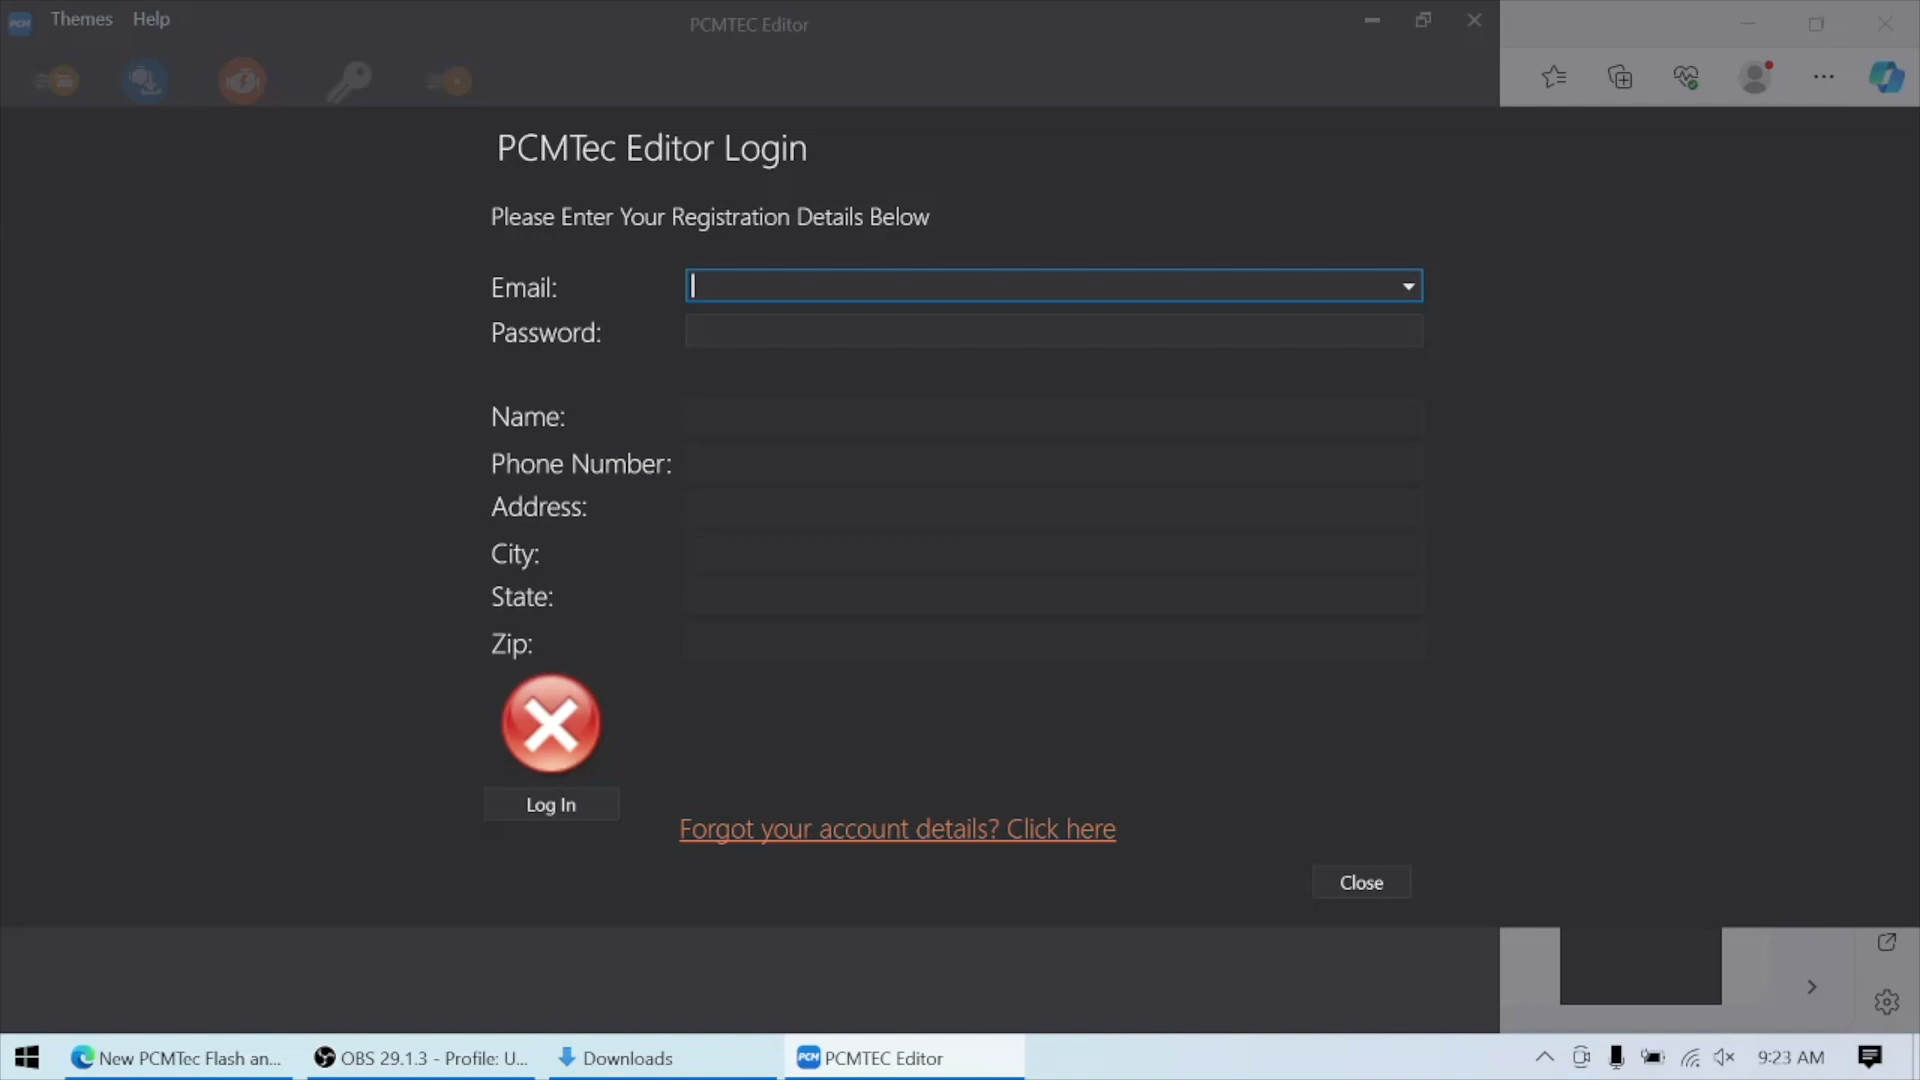 PCM
Themes
Help
PCMTEC Editor
PCMTec Editor Login
Please Enter Your Registration Details Below
Email:
Password:
Name:
Phone Number:
Address:
City:
State:
Zip:
Log In
Forgot your account details? Click here
Close
New PCMTec Flash an...
OBS 29.1.3 - Profile: U...
Downloads
PCM
PCMTEC Editor
9:23 AM